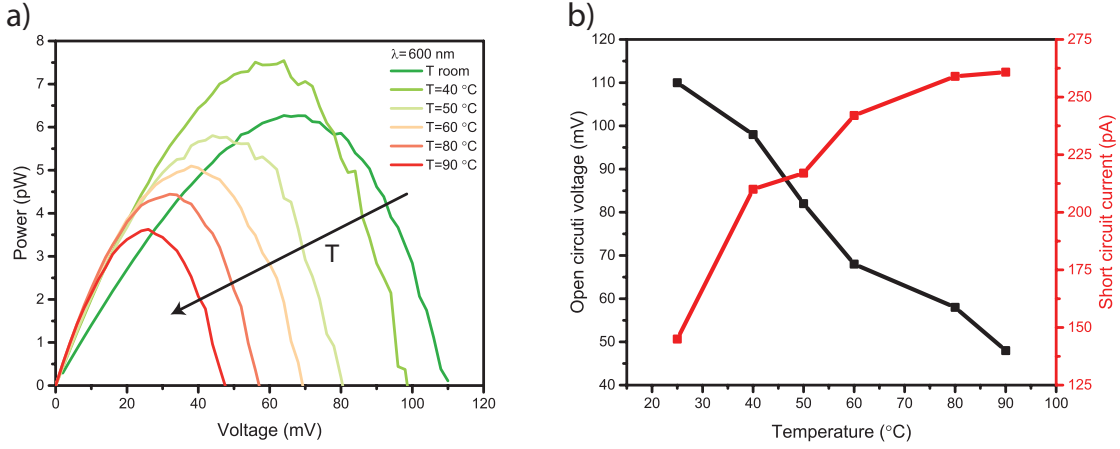 a)
8
7
6
5
4
3
2
1
0
Power (pW)
0 20 40 60 80 100 120
Voltage (mV)
λ=600 nm
T room
T=40 °C
T=50 °C
T=60 °C
T=80 °C
T=90 °C
T
b)
120
110
100
90
80
70
60
50
40
Open circuti voltage (mV)
20 30 40 50 60 70 80 90 100
Temperature (°C)
275
250
225
200
175
150
125
Short circuit current (pA)